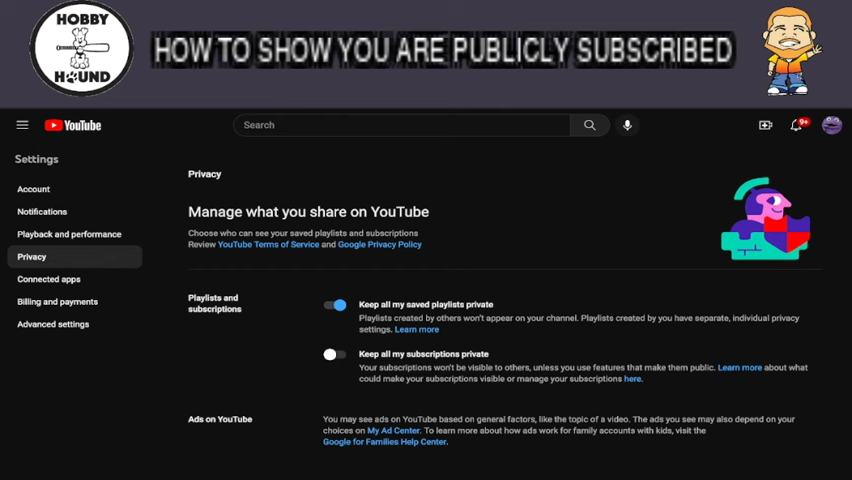 HOBBY
HOUND
HOW TO SHOW YOU ARE PUBLICLY SUBSCRIBED
YouTube
Search
9+
Settings
Account
Notifications
Playback and performance
Privacy
Connected apps
Billing and payments
Advanced settings
Privacy
Manage what you share on YouTube
Choose who can see your saved playlists and subscriptions
Review YouTube Terms of Service and Google Privacy Policy
Playlists and
subscriptions
Keep all my saved playlists private
Playlists created by others won't appear on your channel. Playlists created by you have separate, individual privacy
settings. Learn more
Keep all my subscriptions private
Your subscriptions won't be visible to others, unless you use features that make them public. Learn more about what
could make your subscriptions visible or manage your subscriptions here.
Ads on YouTube
You may see ads on YouTube based on general factors, like the topic of a video. The ads you see may also depend on your
choices on My Ad Center. To learn more about how ads work for family accounts with kids, visit the
Google for Families Help Center.